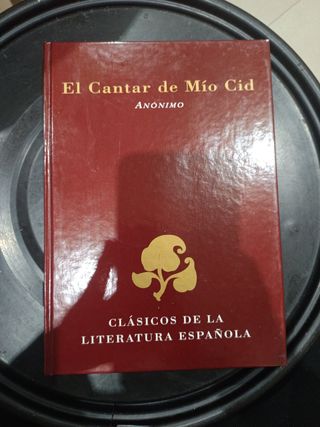 El Cantar de Mío Cid
Anónimo
CLÁSICOS DE LA
LITERATURA ESPAÑOLA